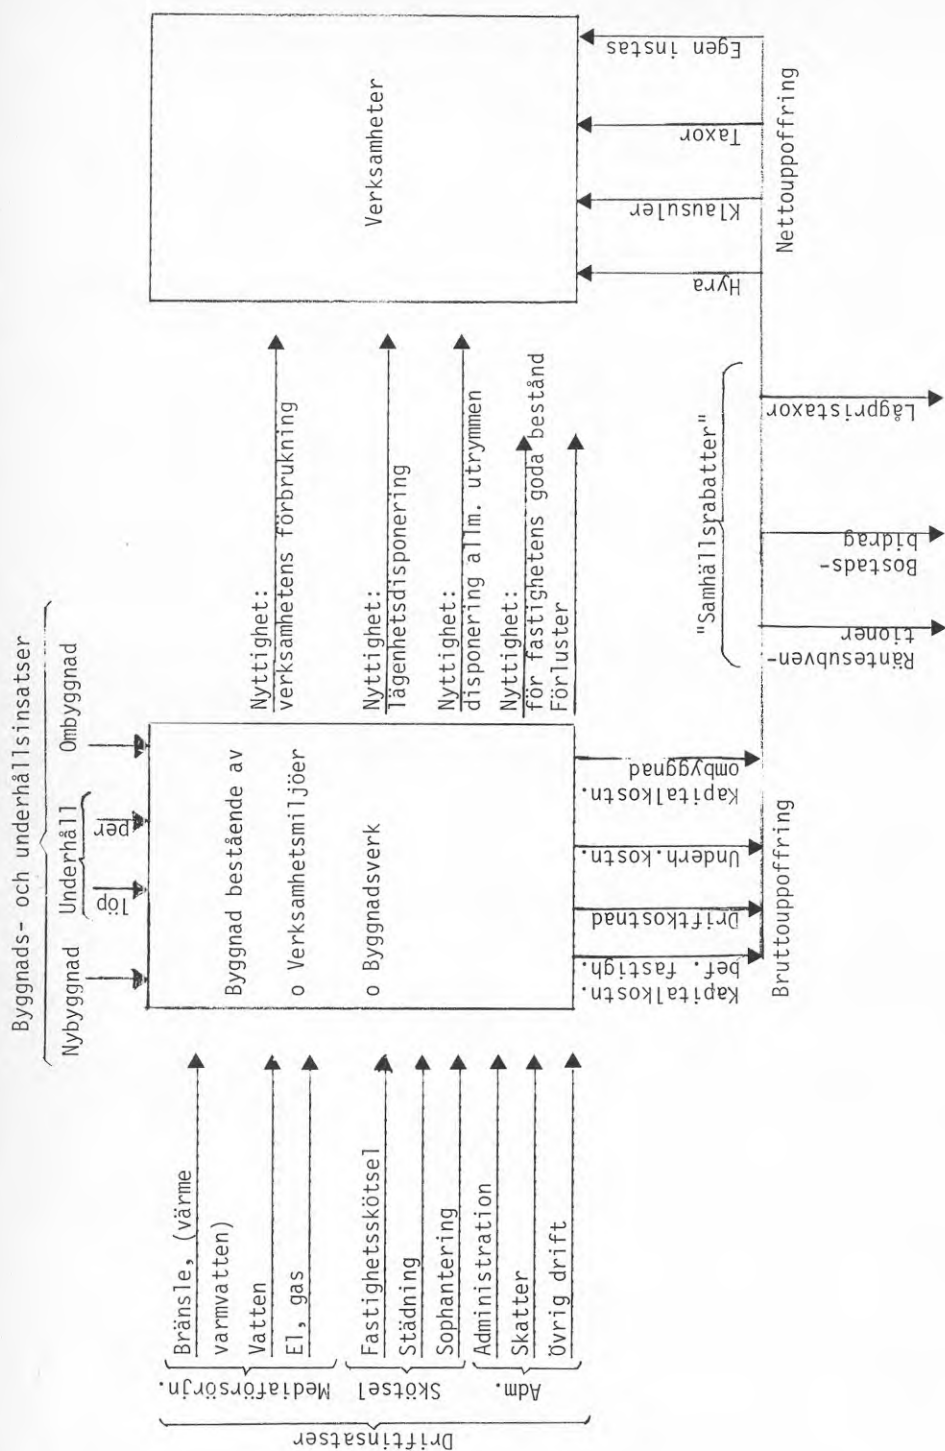 Byggnads- och underhållsinsatser
Nybyggnad
Underhåll
Ombyggnad
löp
per
Driftinsatser
Mediaförsörjn.
Bränsle, (värme
varmvatten)
Vatten
El, gas
Skötsel
Fastighetsskötsel
Städning
Sophantering
Adm.
Administration
Skatter
Övrig drift
Byggnad bestående av
o Verksamhetsmiljöer
o Byggnadsverk
Nyttighet:
verksamhetens förbrukning
Nyttighet:
lägenhetsdisponering
Nyttighet:
disponering allm. utrymmen
Nyttighet:
för fastighetens goda bestånd
Förluster
Verksamheter
Kapitalkostn.
bef. fastigh.
Driftkostnad
Underh.kostn.
Kapitalkostn.
ombyggnad
Bruttouppoffring
"Samhällsrabatter"
Räntesubven-
tioner
Bostads-
bidrag
Lågpristaxor
Hyra
Klausuler
Taxor
Egen instas
Nettouppoffring